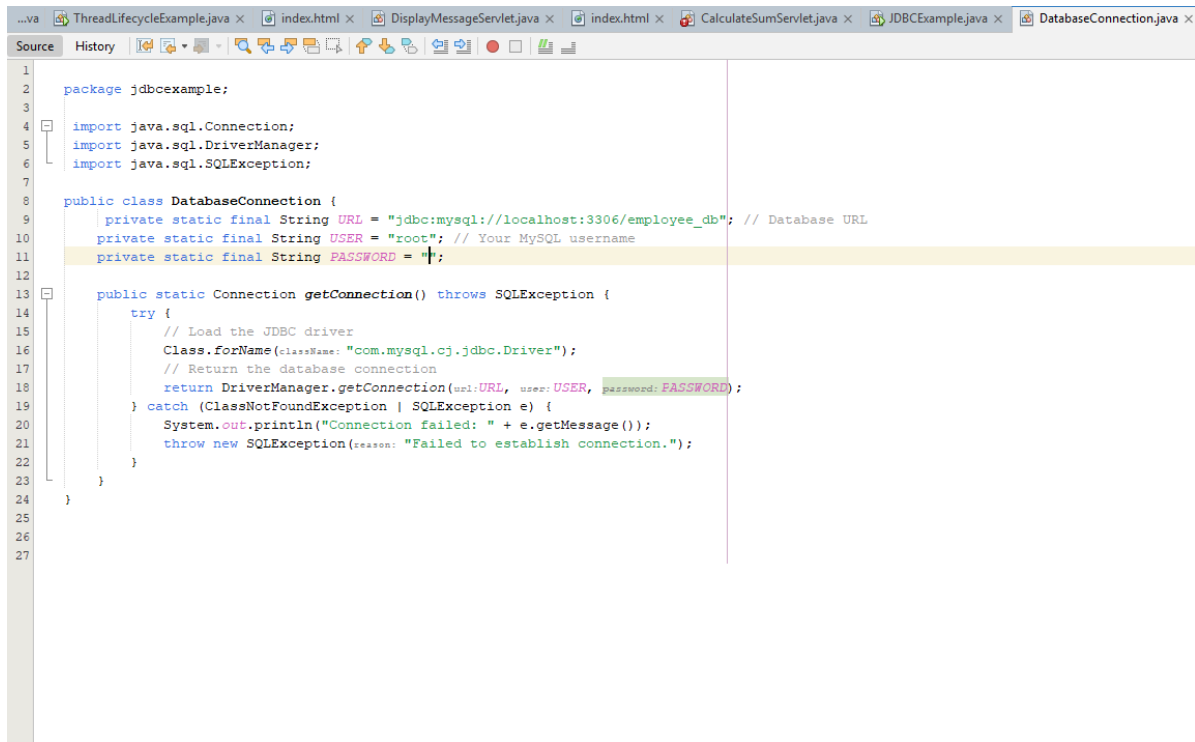 ...va ThreadLifecycleExample.java index.html DisplayMessageServlet.java index.html CalculateSumServlet.java JDBCExample.java DatabaseConnection.java
Source History
1
2 package jdbcexample;
3
4 import java.sql.Connection;
5 import java.sql.DriverManager;
6 import java.sql.SQLException;
7
8 public class DatabaseConnection {
9 private static final String URL = "jdbc:mysql://localhost:3306/employee_db"; // Database URL
10 private static final String USER = "root"; // Your MySQL username
11 private static final String PASSWORD = "";
12
13 public static Connection getConnection() throws SQLException {
14 try {
15 // Load the JDBC driver
16 Class.forName(className: "com.mysql.cj.jdbc.Driver");
17 // Return the database connection
18 return DriverManager.getConnection(url:URL, user:USER, password:PASSWORD);
19 } catch (ClassNotFoundException | SQLException e) {
20 System.out.println("Connection failed: " + e.getMessage());
21 throw new SQLException(reason: "Failed to establish connection.");
22 }
23 }
24 }
25
26
27